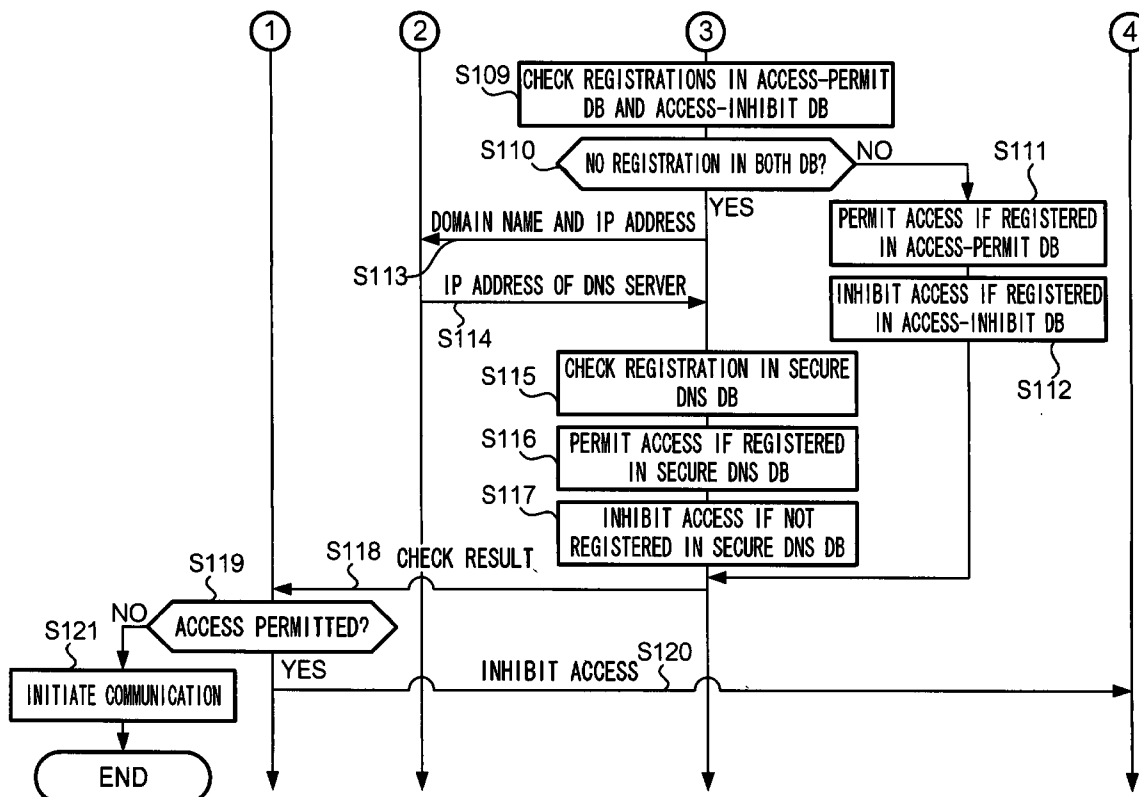 1
2
3
4
S109
CHECK REGISTRATIONS IN ACCESS-PERMIT
DB AND ACCESS-INHIBIT DB
S110
NO REGISTRATION IN BOTH DB?
NO
S111
YES
PERMIT ACCESS IF REGISTERED
IN ACCESS-PERMIT DB
DOMAIN NAME AND IP ADDRESS
S113
IP ADDRESS OF DNS SERVER
S114
INHIBIT ACCESS IF REGISTERED
IN ACCESS-INHIBIT DB
S112
S115
CHECK REGISTRATION IN SECURE
DNS DB
S116
PERMIT ACCESS IF REGISTERED
IN SECURE DNS DB
S117
INHIBIT ACCESS IF NOT
REGISTERED IN SECURE DNS DB
S118
CHECK RESULT
S119
ACCESS PERMITTED?
NO
YES
S121
INITIATE COMMUNICATION
INHIBIT ACCESS
S120
END